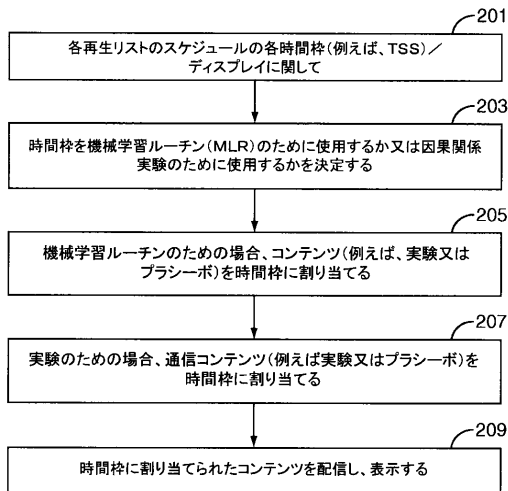 201
各再生リストのスケジュールの各時間枠(例えば、TSS)／
ディスプレイに関して
203
時間枠を機械学習ルーチン(MLR)のために使用するか又は因果関係
実験のために使用するかを決定する
205
機械学習ルーチンのための場合、コンテンツ(例えば、実験又は
プラシーボ)を時間枠に割り当てる
207
実験のための場合、通信コンテンツ(例えば実験又はプラシーボ)を
時間枠に割り当てる
209
時間枠に割り当てられたコンテンツを配信し、表示する